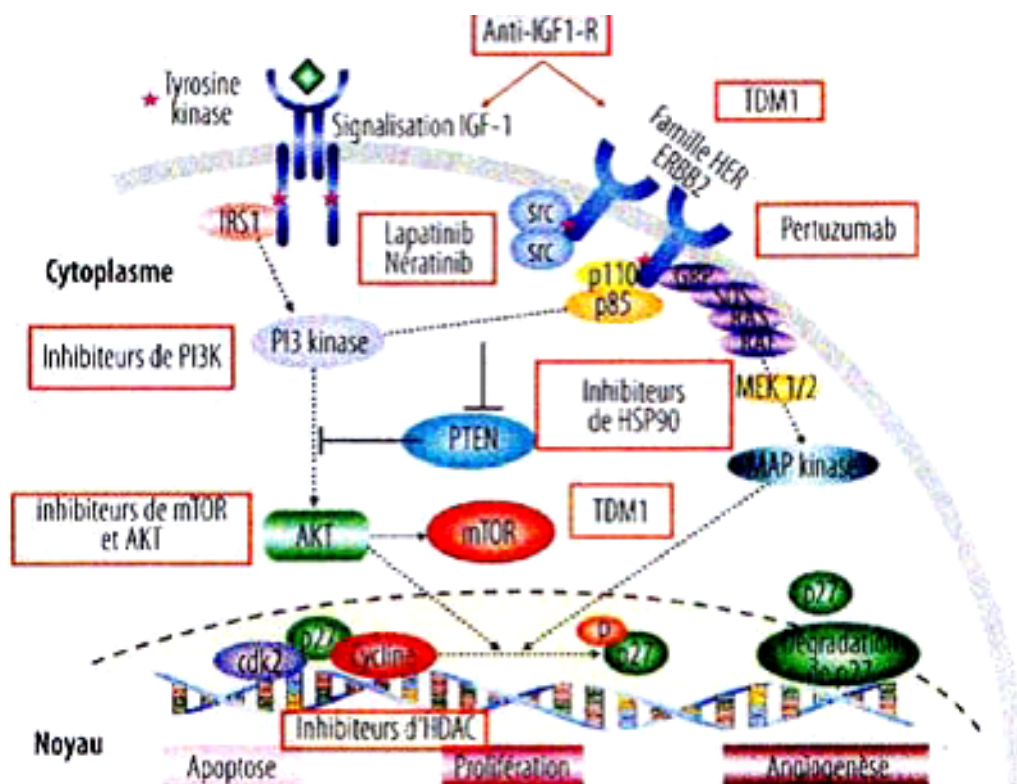 Anti-IGF1-R
Tyrosine
kinase
TDM1
Signalisation IGF-1
Famille HER
ERBB2
IRS1
src
src
Lapatinib
Nératinib
Pertuzumab
Cytoplasme
p110
p85
SOS
RAS
RAF
PI3 kinase
Inhibiteurs de PI3K
MEK 1/2
Inhibiteurs
de HSP90
PTEN
MAP kinase
inhibiteurs de mTOR
et AKT
AKT
mTOR
TDM1
p27
p27
cdk2
cycline
p
p27
Dégradation
de p27
Inhibiteurs d'HDAC
Noyau
Apoptose
Prolifération
Angiogenèse